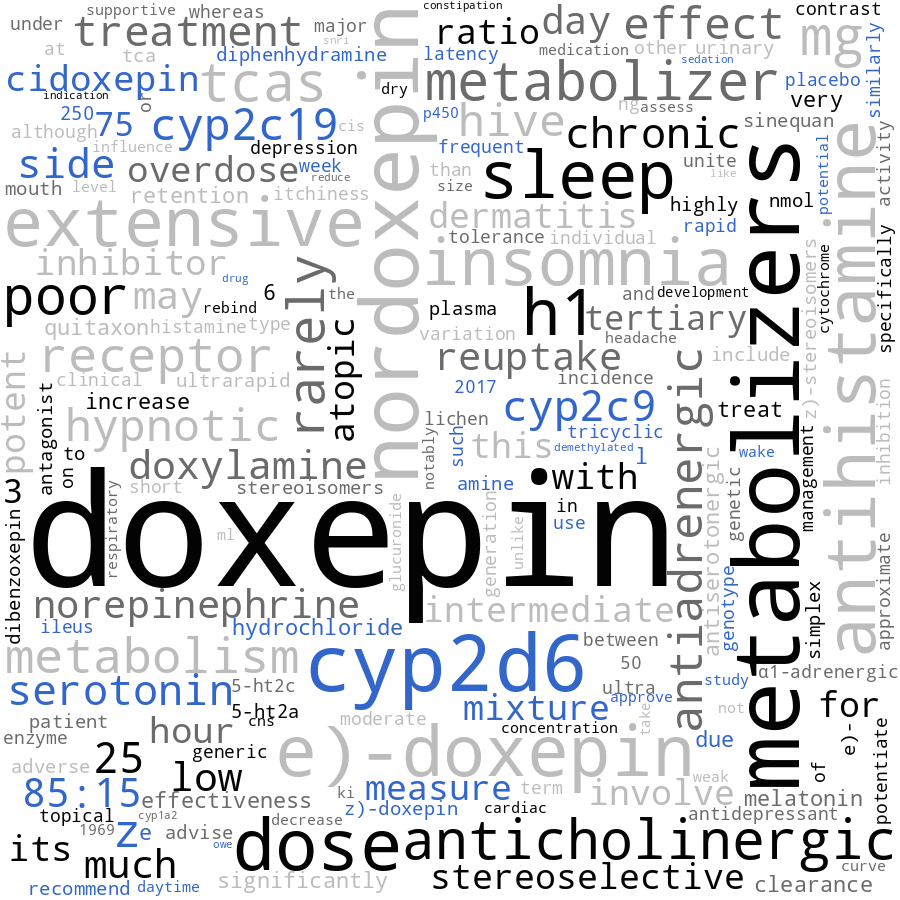 constipation
supportive whereas
under
treatment
major
snri
ratio
day
effect
contrast
mg
at
tca
diphenhydramine
latency
medication
other
urinary
sedation
similarly
cidoxepin
tcas
indication
or
dry
metabolizer
placebo
very
250
75
cyp2c19
cis
p450
hive
ng
assess
sinequan
although
influence
depression
frequent
chronic
side
overdose
week
reduce
than
size
sleep
unite
like
potential
activity
mouth
level
retention
itchiness
highly
nmol
extensive
nordoxepin
dermatitis
rapid
tolerance
individual
inhibitor
insomnia
metabolizers
antihistamine
specifically
drug
poor
may
rebind
6
rarely
the
and
development
cytochrome
z)-stereoisomers
plasma
h1
tertiary
quitaxon
histamine
type
variation
headache
receptor
atopic
reuptake
include
potent
clinical
ultrarapid
2017
incidence
antagonist
increase
cyp2c9
treat
inhibition
hypnotic
lichen
notably
such
tricyclic
this
demethylated
l
antiadrenergic
wake
management
on
to
doxylamine
with
genetic
3
short
stereoisomers
amine
in
use
antiserotonergic
respiratory
dibenzoxepin
doxepin
ml
glucuronide
generation
unlike
genotype
simplex
approximate
norepinephrine
intermediate
ileus
hydrochloride
between
metabolism
cyp2d6
50
α1-adrenergic
serotonin
5-ht2c
ultra
approve
study
5-ht2a
cns
mixture
take
not
for
patient
hour
moderate
concentration
due
enzyme
generic
e)-doxepin
e)-
of
potentiate
adverse
25
low
weak
85:15
effectiveness
ki
measure
term
involve
melatonin
z)-doxepin
cardiac
antidepressant
topical
cyp1a2
1969
z
e
advise
decrease
owe
dose
anticholinergic
its
much
curve
recommend
daytime
significantly
stereoselective
clearance